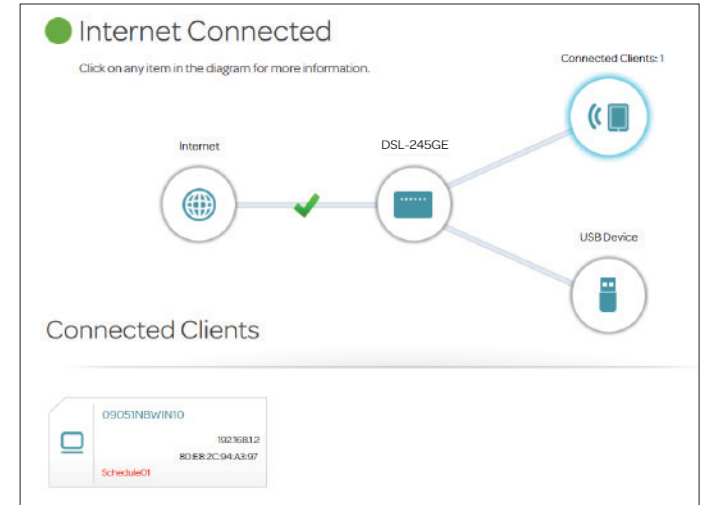 Internet Connected
Click on any item in the diagram for more information.
Connected Clients: 1
Internet
DSL-245GE
USB Device
Connected Clients
09051NBWIN10
192.168.1.2
8D:E8:2C:94:A3:97
Schedule01